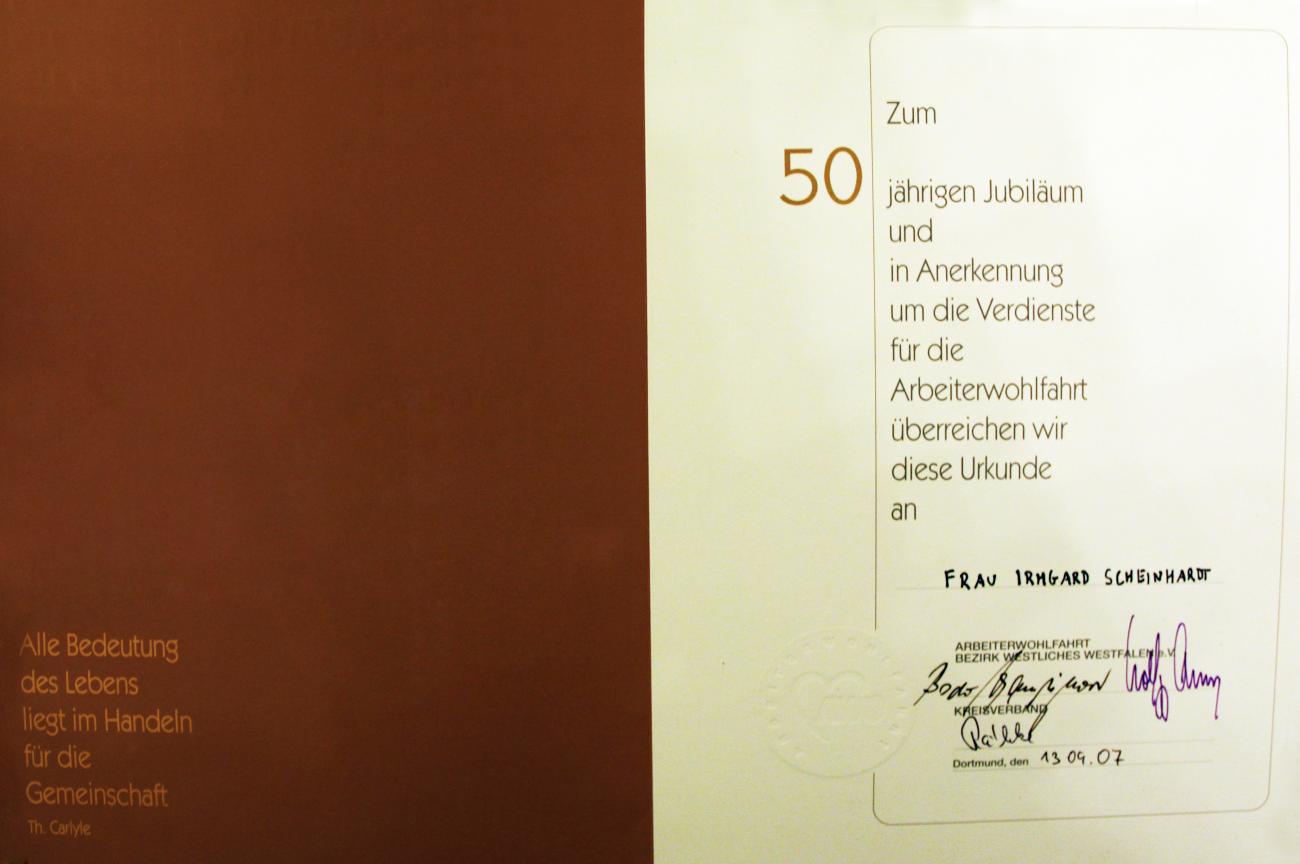 Alle Bedeutung
des Lebens
liegt im Handeln
für die
Gemeinschaft
Th. Carlyle
Zum
50
jährigen Jubiläum
und
in Anerkennung
um die Verdienste
für die
Arbeiterwohlfahrt
überreichen wir
diese Urkunde
an
FRAU IRMGARD SCHEINHARDT
ARBEITERWOHLFAHRT
BEZIRK WESTLICHES WESTFALEN e.V.
Bodo
KREISVERBAND
Dortmund, den 13 09.07